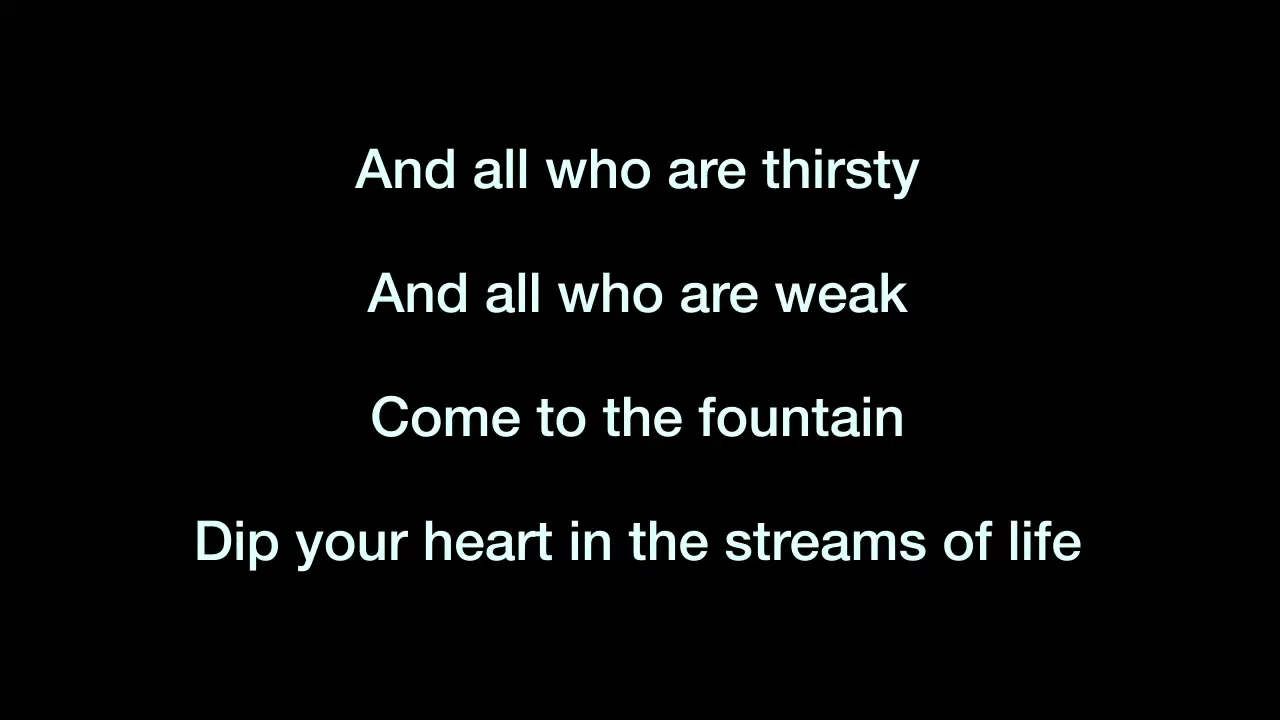 And all who are thirsty
And all who are weak
Come to the fountain
Dip your heart in the streams of life